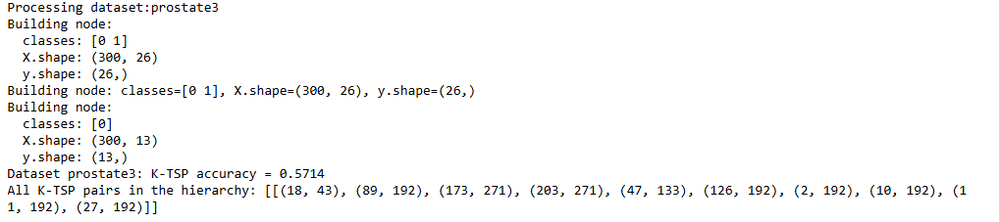 Processing dataset:prostate3
Building node:
  classes: [0 1]
  X.shape: (300, 26)
  y.shape: (26,)
Building node: classes=[0 1], X.shape=(300, 26), y.shape=(26,)
Building node:
  classes: [0]
  X.shape: (300, 13)
  y.shape: (13,)
Dataset prostate3: K-TSP accuracy = 0.5714
All K-TSP pairs in the hierarchy: [[(18, 43), (89, 192), (173, 271), (203, 271), (47, 133), (126, 192), (2, 192), (10, 192), (1
1, 192), (27, 192)]]